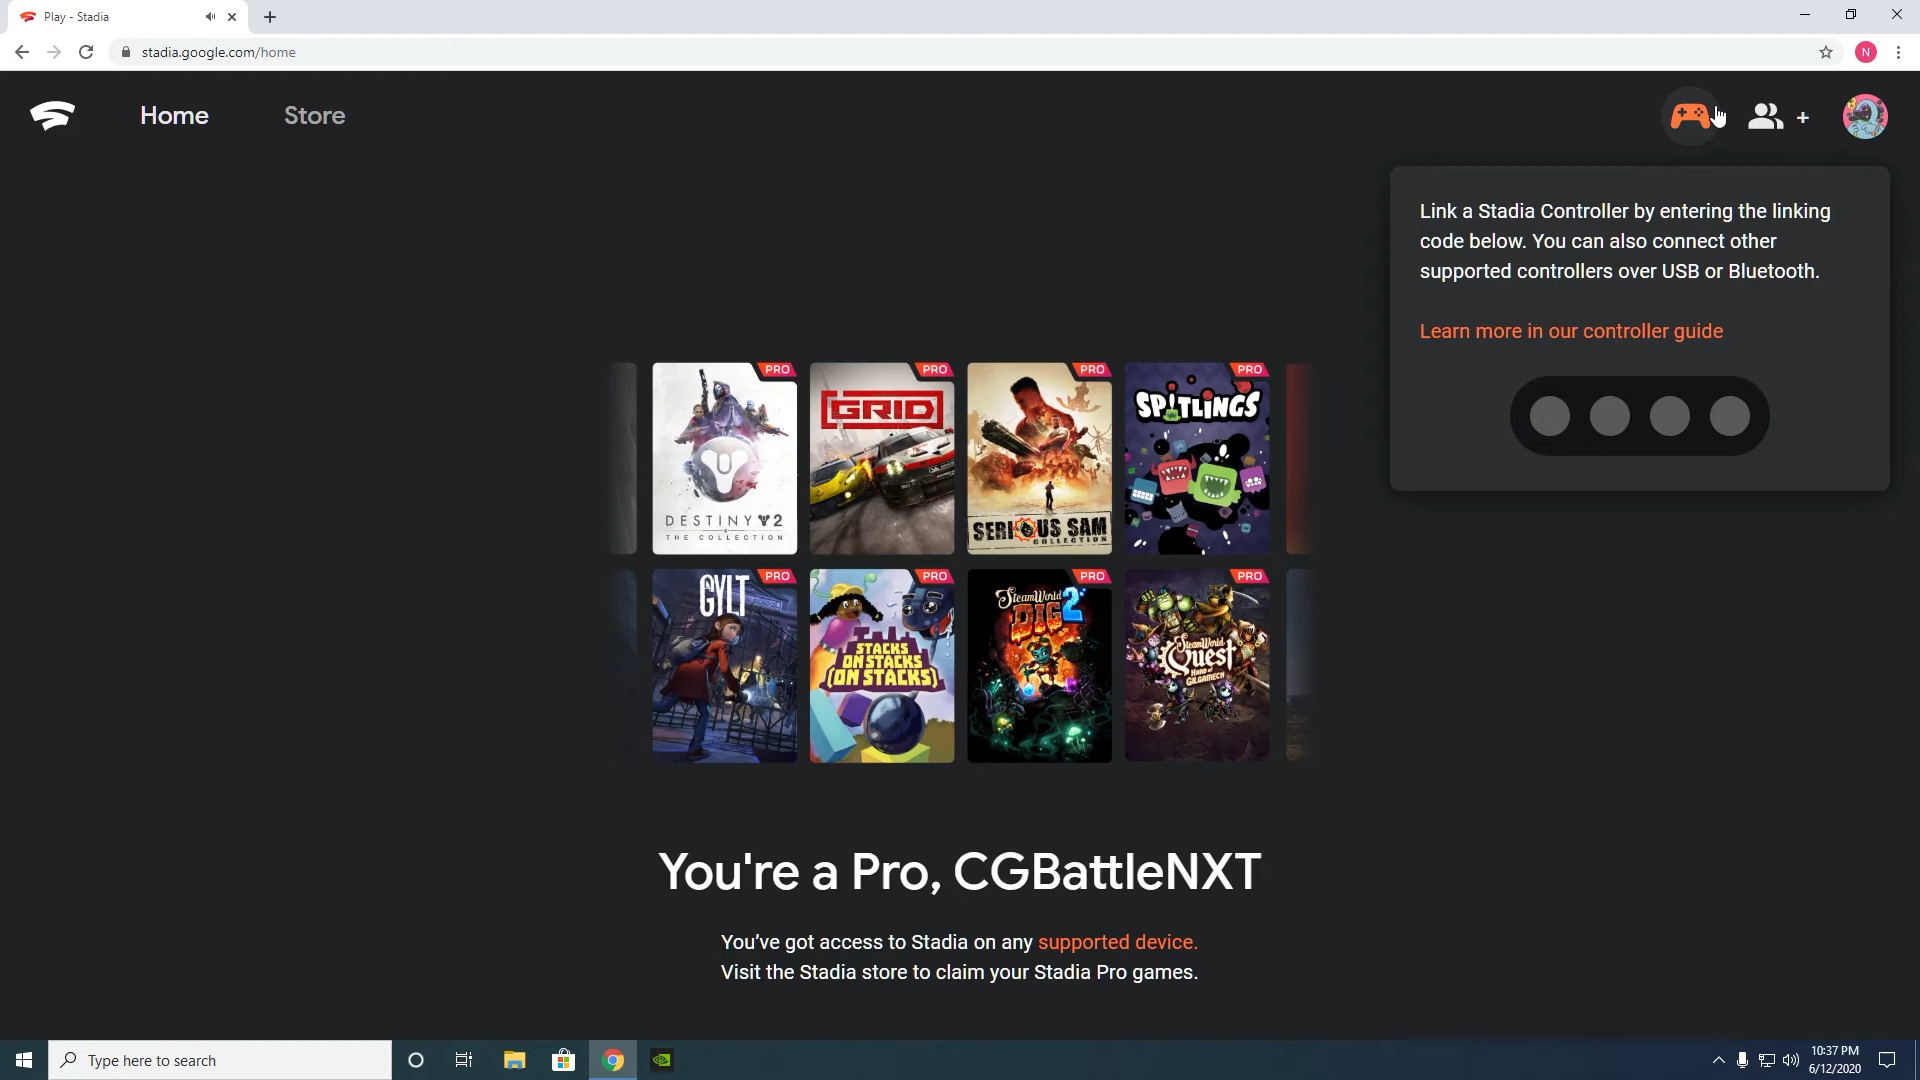 Play - Stadia
stadia.google.com/home
N
Home
Store
Link a Stadia Controller by entering the linking
code below. You can also connect other
supported controllers over USB or Bluetooth.
Learn more in our controller guide
PRO
PRO
PRO
PRO
DESTINY 2
THE COLLECTION
GRID
SERIOUS SAM
COLLECTION
SPITLINGS
PRO
PRO
PRO
PRO
GYLT
STACKS
ON STACKS
(ON STACKS)
SteamWorld
DIG 2
SteamWorld
Quest
HAND OF
GILGAMECH
You're a Pro, CGBattleNXT
You’ve got access to Stadia on any supported device.
Visit the Stadia store to claim your Stadia Pro games.
Type here to search
10:37 PM
6/12/2020